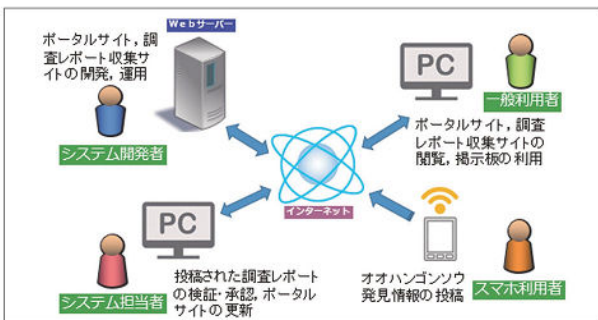 Webサーバー
ポータルサイト，調
査レポート収集サ
イトの開発，運用
システム開発者
PC
一般利用者
ポータルサイト，調査
レポート収集サイトの
閲覧，掲示板の利用
インターネット
PC
システム担当者
投稿された調査レポート
の検証・承認，ポータル
サイトの更新
オオハンゴンソウ
発見情報の投稿
スマホ利用者